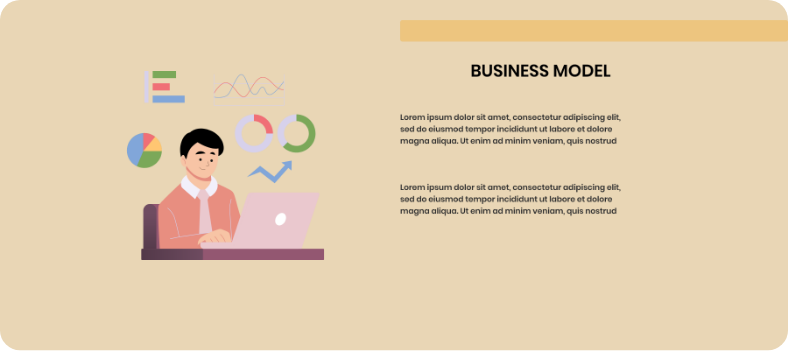 BUSINESS MODEL
Lorem ipsum dolor sit amet, consectetur adipiscing elit,
sed do eiusmod tempor incididunt ut labore et dolore
magna aliqua. Ut enim ad minim veniam, quis nostrud
Lorem ipsum dolor sit amet, consectetur adipiscing elit,
sed do eiusmod tempor incididunt ut labore et dolore
magna aliqua. Ut enim ad minim veniam, quis nostrud